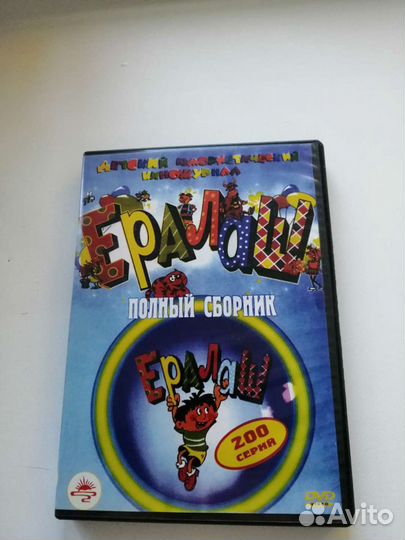 ДЕТСКИЙ ЮМОРИСТИЧЕСКИЙ
КИНОЖУРНАЛ
ЕРАЛАШ
ПОЛНЫЙ СБОРНИК
ЕРАЛАШ
200
СЕРИЯ
DVD
Avito